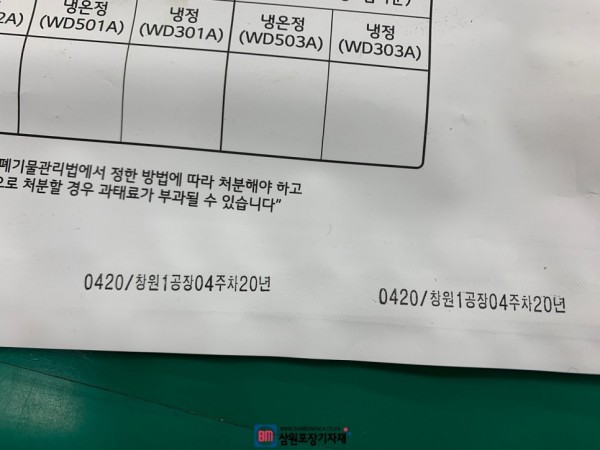 냉온정 냉정 냉온정 냉정
2A) (WD501A) (WD301A) (WD503A) (WD303A)
폐기물관리법에서 정한 방법에 따라 처분해야 하고
으로 처분할 경우 과태료가 부과될 수 있습니다"
0420/창원1공장04주차20년
0420/창원1공장04주차20년
BM 삼원포장기자재